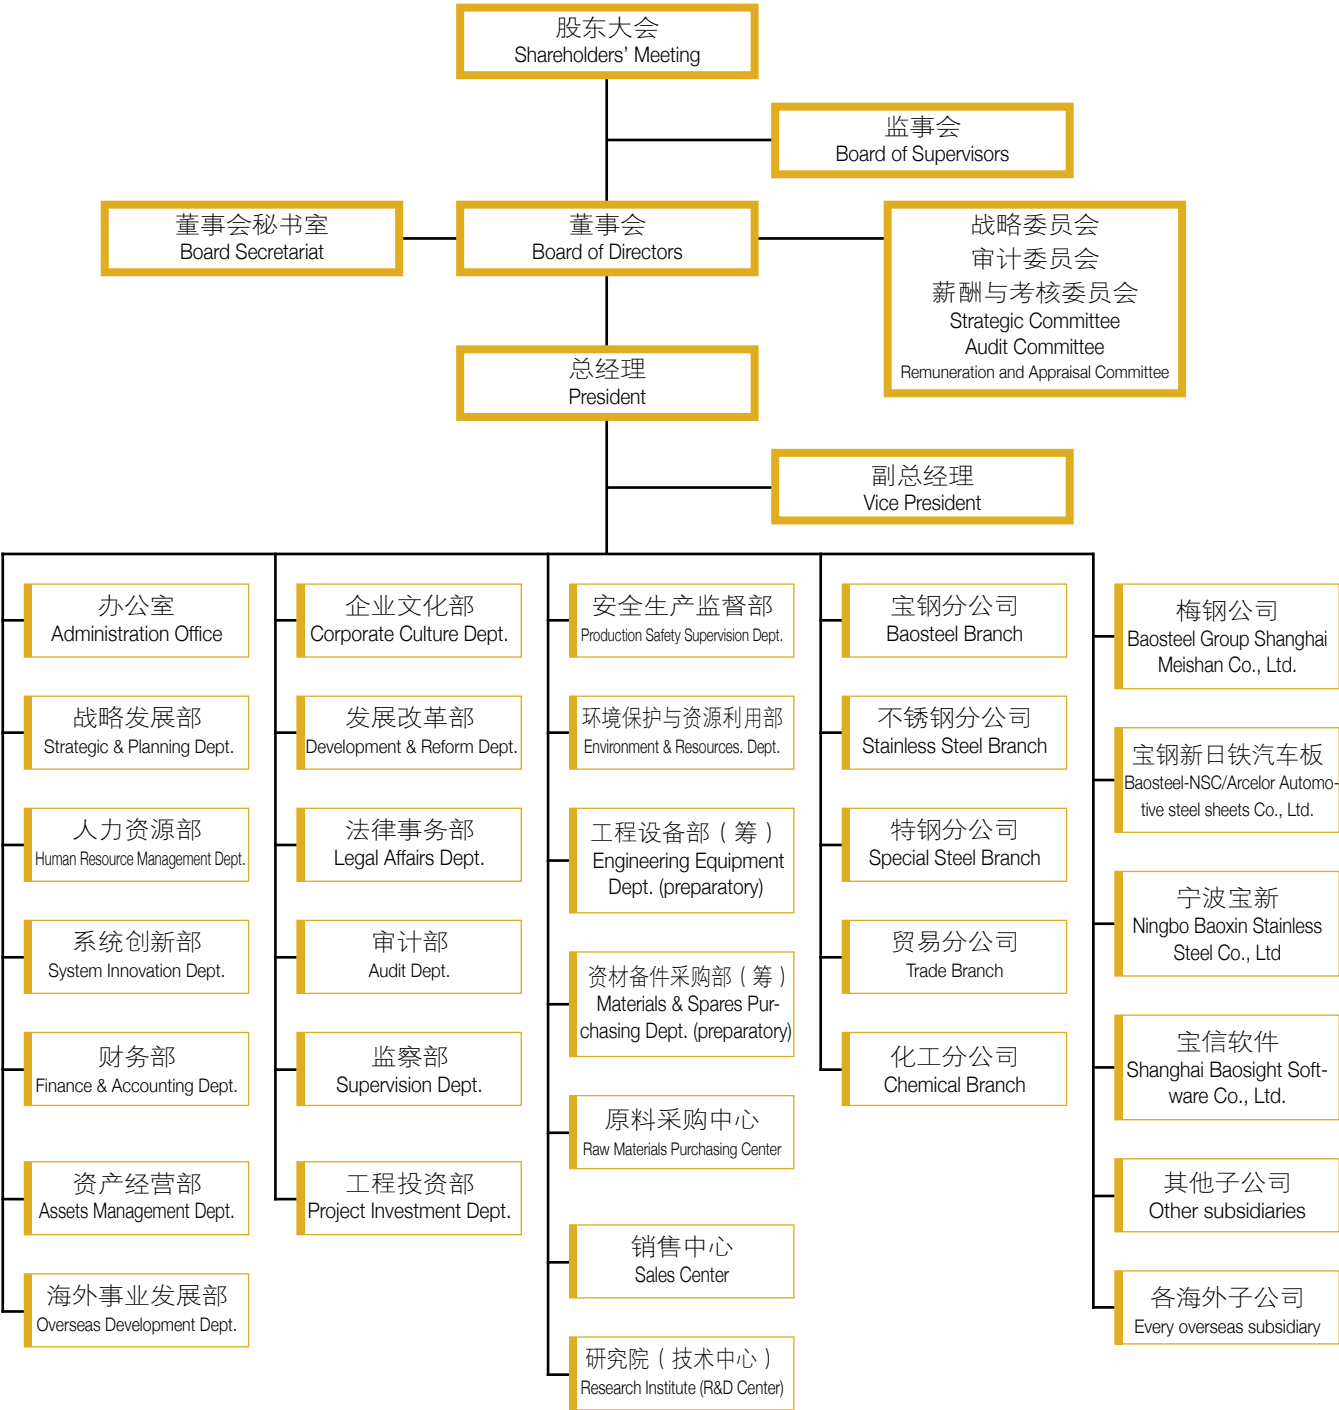 股东大会
Shareholders’ Meeting
监事会
Board of Supervisors
董事会秘书室
Board Secretariat
董事会
Board of Directors
战略委员会
审计委员会
薪酬与考核委员会
Strategic Committee
Audit Committee
Remuneration and Appraisal Committee
总经理
President
副总经理
Vice President
办公室
Administration Office
战略发展部
Strategic & Planning Dept.
人力资源部
Human Resource Management Dept.
系统创新部
System Innovation Dept.
财务部
Finance & Accounting Dept.
资产经营部
Assets Management Dept.
海外事业发展部
Overseas Development Dept.
企业文化部
Corporate Culture Dept.
发展改革部
Development & Reform Dept.
法律事务部
Legal Affairs Dept.
审计部
Audit Dept.
监察部
Supervision Dept.
工程投资部
Project Investment Dept.
安全生产监督部
Production Safety Supervision Dept.
环境保护与资源利用部
Environment & Resources. Dept.
工程设备部（筹）
Engineering Equipment
Dept. (preparatory)
资材备件采购部（筹）
Materials & Spares Pur-
chasing Dept. (preparatory)
原料采购中心
Raw Materials Purchasing Center
销售中心
Sales Center
研究院（技术中心）
Research Institute (R&D Center)
宝钢分公司
Baosteel Branch
不锈钢分公司
Stainless Steel Branch
特钢分公司
Special Steel Branch
贸易分公司
Trade Branch
化工分公司
Chemical Branch
梅钢公司
Baosteel Group Shanghai
Meishan Co., Ltd.
宝钢新日铁汽车板
Baosteel-NSC/Arcelor Automo-
tive steel sheets Co., Ltd.
宁波宝新
Ningbo Baoxin Stainless
Steel Co., Ltd
宝信软件
Shanghai Baosight Soft-
ware Co., Ltd.
其他子公司
Other subsidiaries
各海外子公司
Every overseas subsidiary